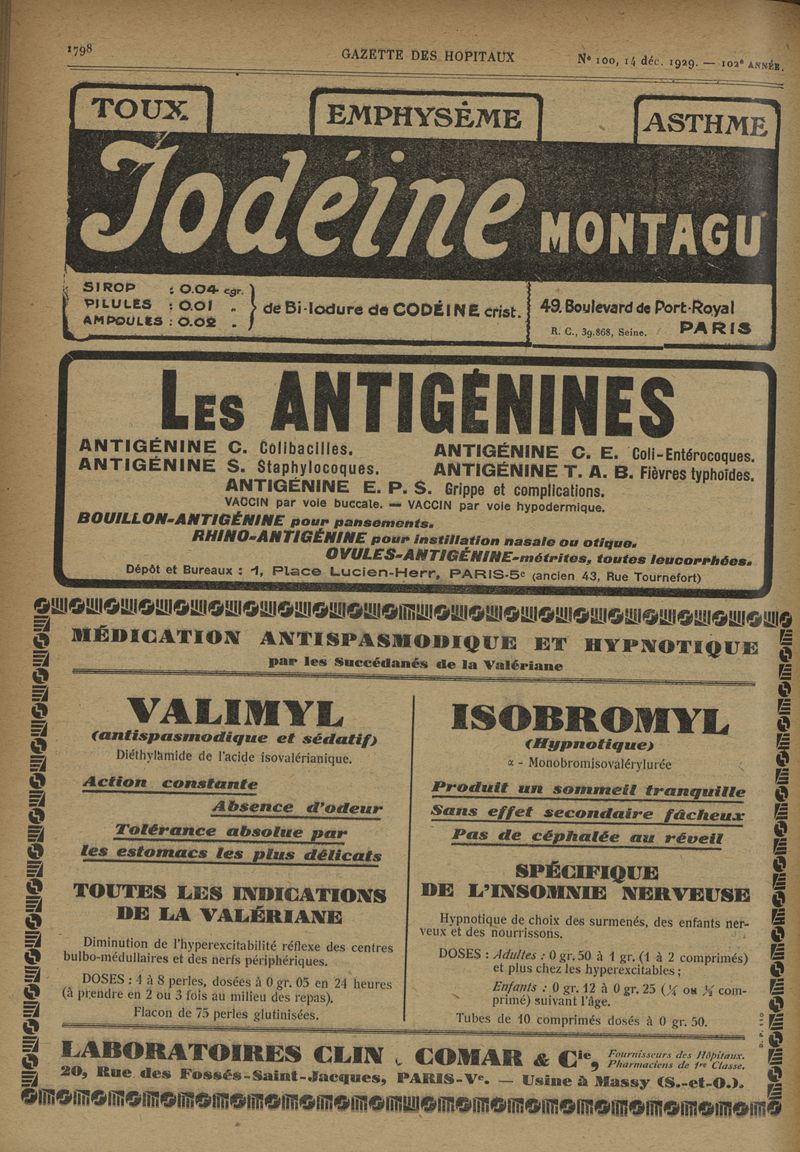 1798
GAZETTE DES HOPITAUX
N° 100, 14 déc. 1929. — 102e ANNÉE.
TOUX
EMPHYSÈME
ASTHME
Iodéine MONTAGU
SIROP : 0.04 cgr.
PILULES : 0.01 „
AMPOULES : 0.02 „
de Bi-Iodure de CODÉINE crist.
49. Boulevard de Port-Royal
R. C., 39.868, Seine. PARIS
LES ANTIGÉNINES
ANTIGÉNINE C. Colibacilles.
ANTIGÉNINE C. E. Coli-Entérocoques.
ANTIGÉNINE S. Staphylocoques.
ANTIGÉNINE T. A. B. Fièvres typhoïdes.
ANTIGÉNINE E. P. S. Grippe et complications.
VACCIN par voie buccale. — VACCIN par voie hypodermique.
BOUILLON-ANTIGÉNINE pour pansements.
RHINO-ANTIGÉNINE pour instillation nasale ou otique.
OVULES-ANTIGÉNINE-métrites, toutes leucorrhées.
Dépôt et Bureaux : 1, Place Lucien-Herr, PARIS-5e (ancien 43, Rue Tournefort)
MÉDICATION ANTISPASMODIQUE ET HYPNOTIQUE
par les Succédanés de la Valériane
VALIMYL
(antispasmodique et sédatif)
Diéthylamide de l'acide isovalérianique.
Action constante
Absence d'odeur
Tolérance absolue par
les estomacs les plus délicats
TOUTES LES INDICATIONS
DE LA VALÉRIANE
Diminution de l'hyperexcitabilité réflexe des centres
bulbo-médullaires et des nerfs périphériques.
DOSES : 4 à 8 perles, dosées à 0 gr. 05 en 24 heures
(à prendre en 2 ou 3 fois au milieu des repas).
Flacon de 75 perles glutinisées.
ISOBROMYL
(Hypnotique)
α - Monobromisovalérylurée
Produit un sommeil tranquille
Sans effet secondaire fâcheux
Pas de céphalée au réveil
SPÉCIFIQUE
DE L'INSOMNIE NERVEUSE
Hypnotique de choix des surmenés, des enfants ner-
veux et des nourrissons.
DOSES : Adultes : 0 gr. 50 à 1 gr. (1 à 2 comprimés)
et plus chez les hyperexcitables ;
Enfants : 0 gr. 12 à 0 gr. 25 (¼ ou ½ com-
primé) suivant l'âge.
Tubes de 10 comprimés dosés à 0 gr. 50.
LABORATOIRES CLIN, COMAR & Cie,
Fournisseurs des Hôpitaux.
Pharmaciens de 1re Classe.
20, Rue des Fossés-Saint-Jacques, PARIS-Ve. — Usine à Massy (S.-et-O.).